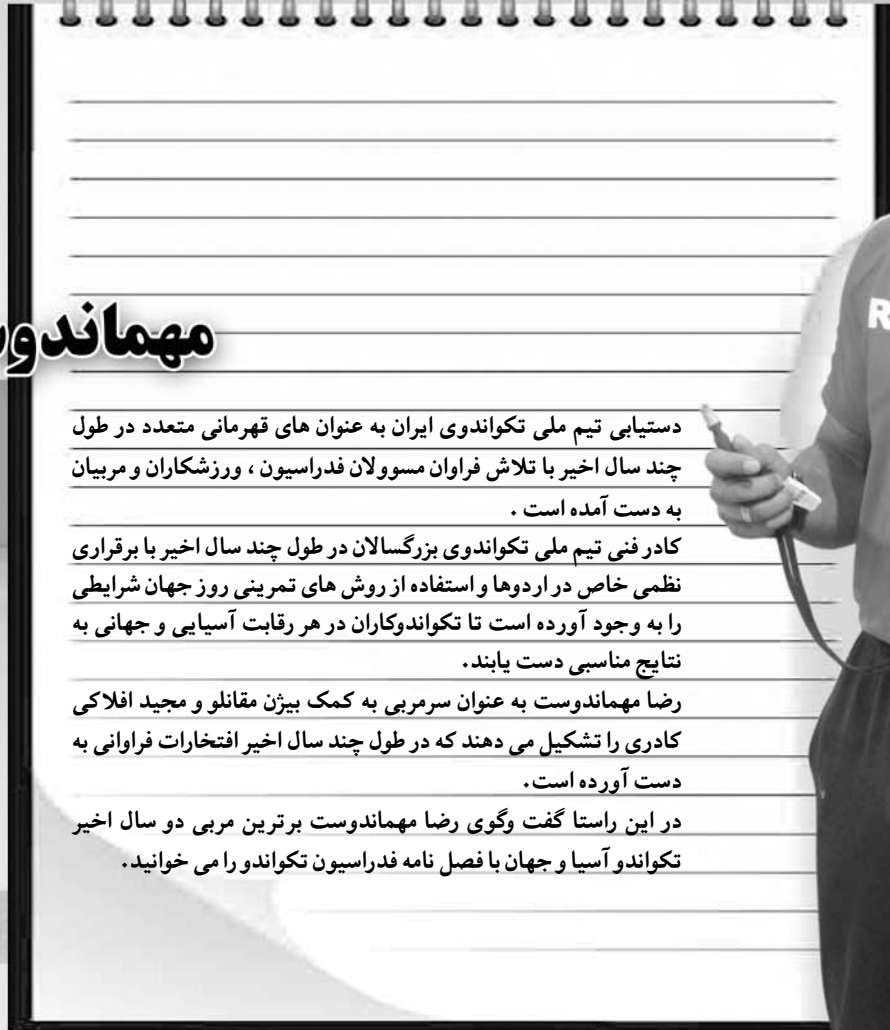 دستیابی تیم ملی تکواندوی ایران به عنوان های قهرمانی متعدد در طول
چند سال اخیر با تلاش فراوان مسوولان فدراسیون ، ورزشکاران و مربیان
به دست آمده است .
کادر فنی تیم ملی تکواندوی بزرگسالان در طول چند سال اخیر با برقراری
نظمی خاص در اردوها و استفاده از روش های تمرینی روز جهان شرایطی
را به وجود آورده است تا تکواندوکاران در هر رقابت آسیایی و جهانی به
نتایج مناسبی دست یابند.
رضا مهماندوست به عنوان سرمربی به کمک بیژن مقانلو و مجید افلاکی
کادری را تشکیل می دهند که در طول چند سال اخیر افتخارات فراوانی به
دست آورده است.
در این راستا گفت وگوی رضا مهماندوست برترین مربی دو سال اخیر
تکواندو آسیا و جهان با فصل نامه فدراسیون تکواندو را می خوانید.